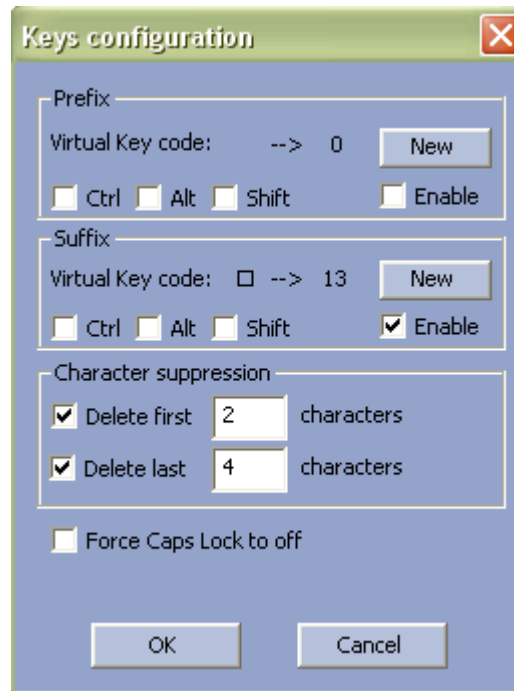 Keys configuration
Prefix
Virtual Key code: --> 0 New
Ctrl Alt Shift Enable
Suffix
Virtual Key code: □ --> 13 New
Ctrl Alt Shift Enable
Character suppression
Delete first 2 characters
Delete last 4 characters
Force Caps Lock to off
OK Cancel